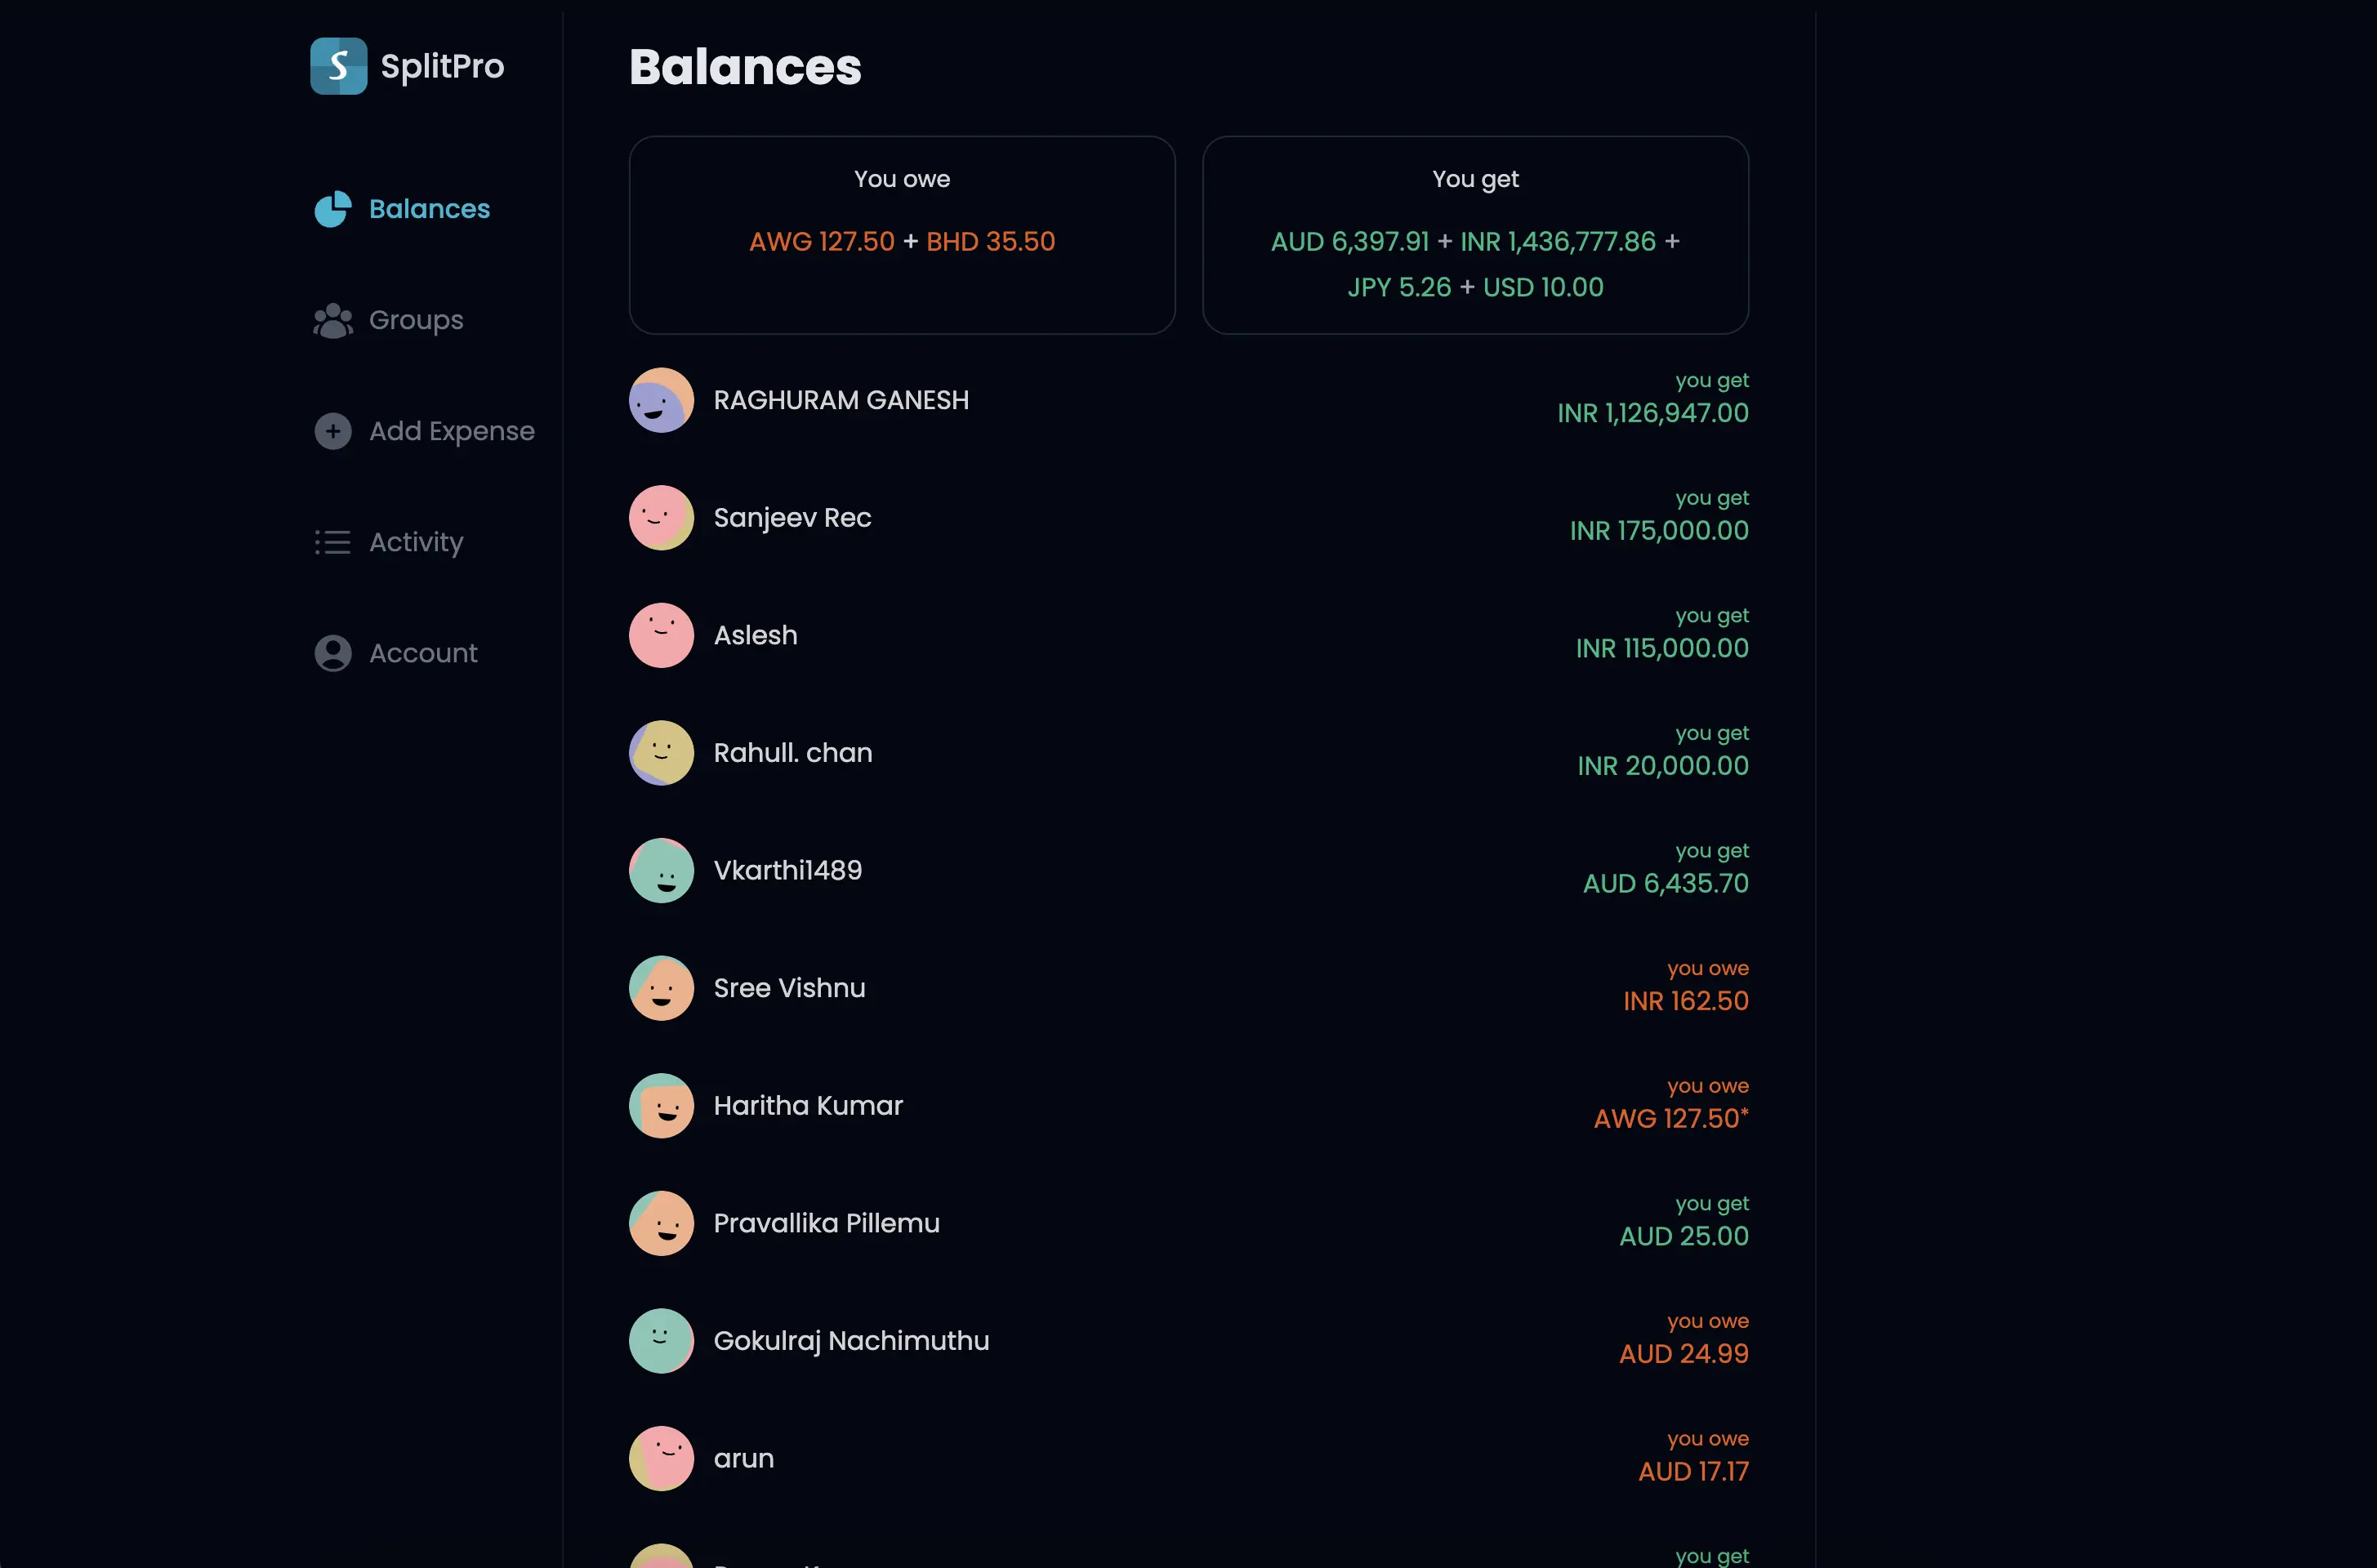 SplitPro
Balances
Groups
Add Expense
Activity
Account
Balances
You owe
AWG 127.50 + BHD 35.50
You get
AUD 6,397.91 + INR 1,436,777.86 +
JPY 5.26 + USD 10.00
RAGHURAM GANESH
you get
INR 1,126,947.00
Sanjeev Rec
you get
INR 175,000.00
Aslesh
you get
INR 115,000.00
Rahull. chan
you get
INR 20,000.00
Vkarthi1489
you get
AUD 6,435.70
Sree Vishnu
you owe
INR 162.50
Haritha Kumar
you owe
AWG 127.50*
Pravallika Pillemu
you get
AUD 25.00
Gokulraj Nachimuthu
you owe
AUD 24.99
arun
you owe
AUD 17.17
you get